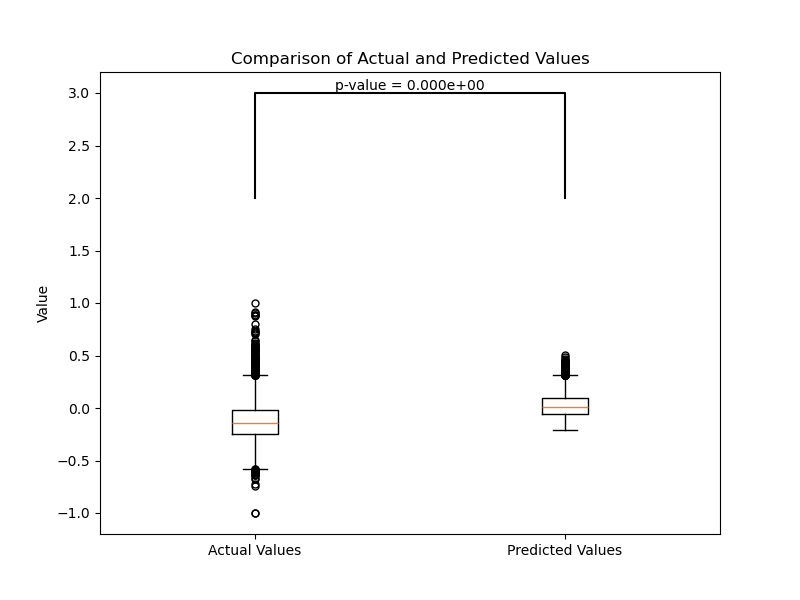 Comparison of Actual and Predicted Values
p-value = 0.000e+00
3.0
2.5
2.0
1.5
1.0
0.5
0.0
−0.5
−1.0
Value
Actual Values
Predicted Values